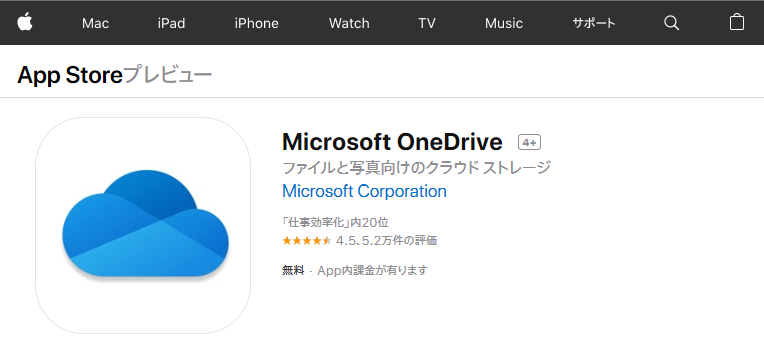 Mac iPad iPhone Watch TV Music サポート
App Storeプレビュー
Microsoft OneDrive 4+
ファイルと写真向けのクラウド ストレージ
Microsoft Corporation
「仕事効率化」内20位
4.5、5.2万件の評価
無料 · App内課金が有ります